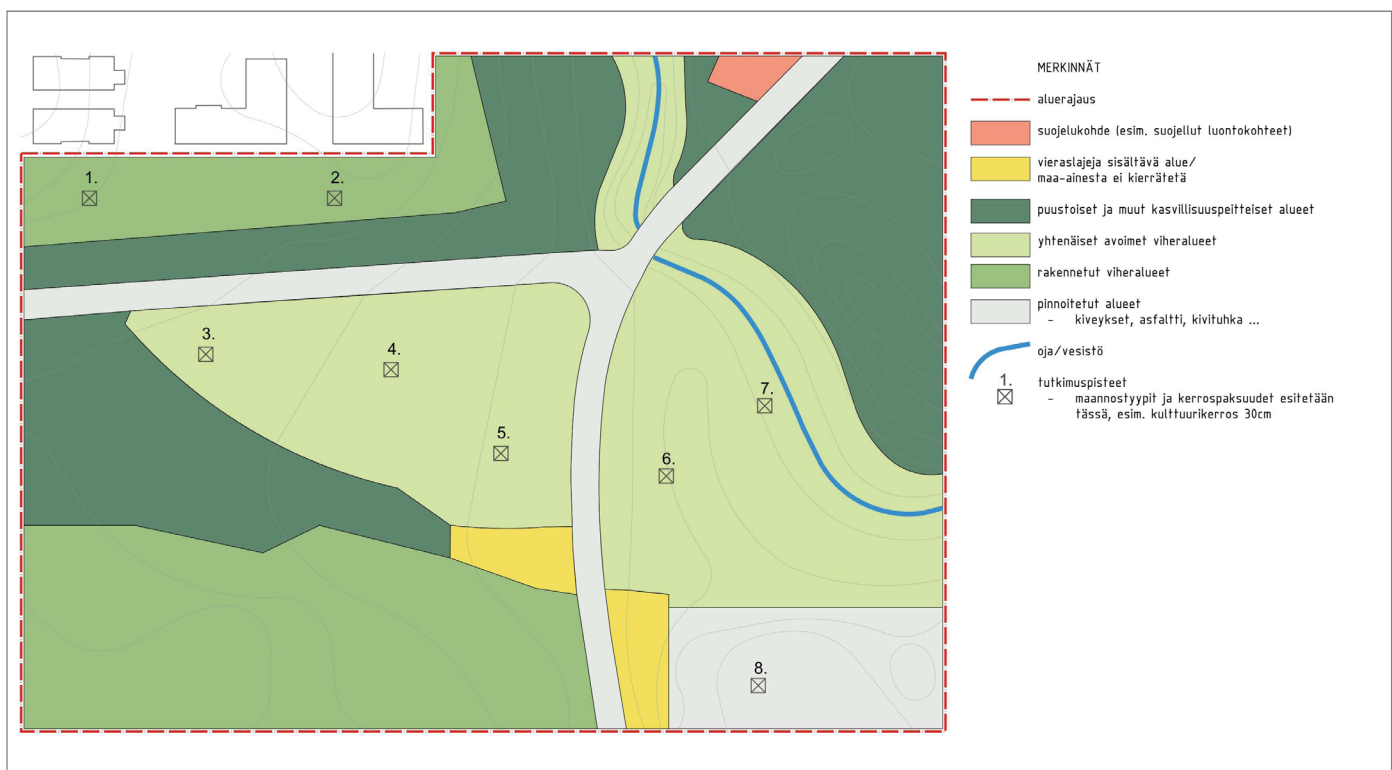 MERKINNÄT
aluerajaus
suojelukohde (esim. suojellut luontokohteet)
vieraslajeja sisältävä alue/
maa-ainesta ei kierrätetä
puustoiset ja muut kasvillisuuspeitteiset alueet
yhtenäiset avoimet viheralueet
rakennetut viheralueet
pinnoitetut alueet
- kiveykset, asfaltti, kivituhka ...
oja/vesistö
1.
tutkimuspisteet
- maannostyypit ja kerrospaksuudet esitetään
tässä, esim. kulttuurikerros 30cm
1.
2.
3.
4.
5.
6.
7.
8.